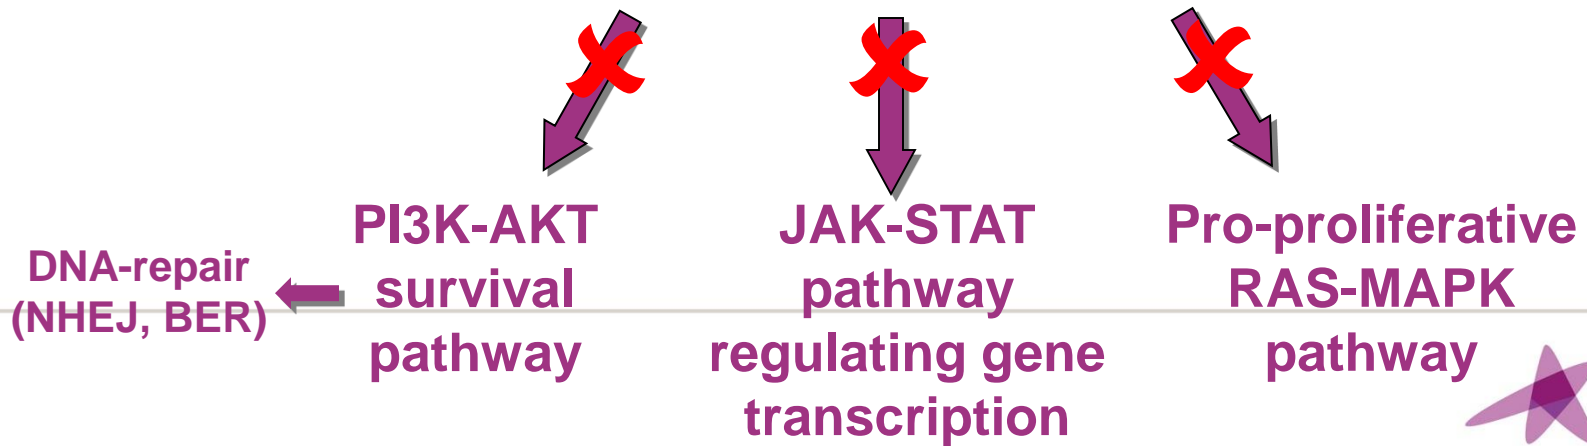 DNA-repair
(NHEJ, BER)
PI3K-AKT
survival
pathway
JAK-STAT
pathway
regulating gene
transcription
Pro-proliferative
RAS-MAPK
pathway